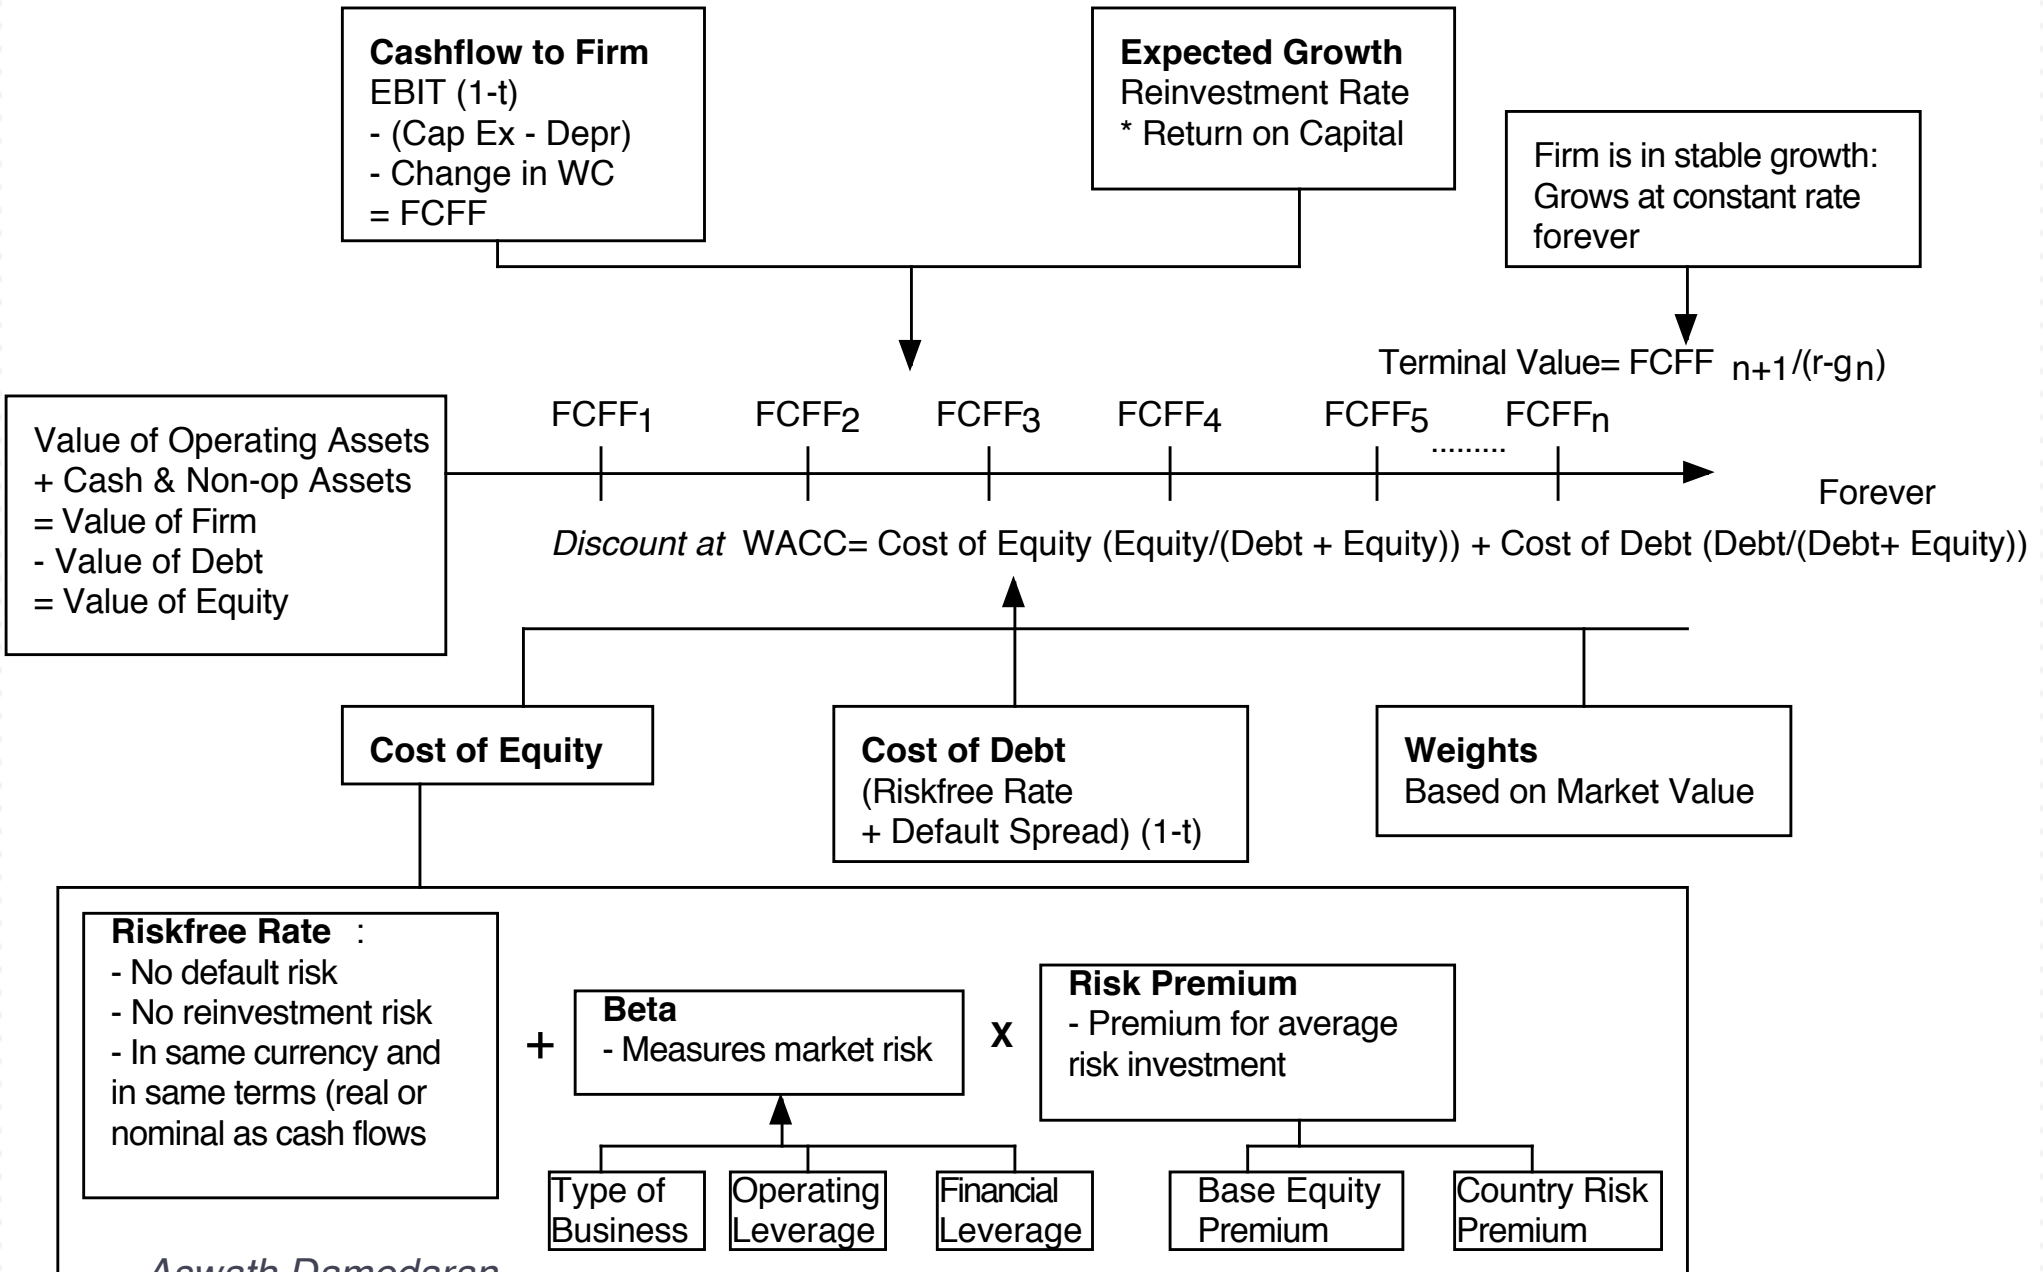 Cashflow to Firm
EBIT (1-t)
- (Cap Ex - Depr)
- Change in WC
= FCFF
Expected Growth
Reinvestment Rate
* Return on Capital
Firm is in stable growth:
Grows at constant rate
forever
Terminal Value= FCFF n+1/(r-gn)
FCFF1 FCFF2 FCFF3 FCFF4 FCFF5 ......... FCFFn
Forever
Value of Operating Assets
+ Cash & Non-op Assets
= Value of Firm
- Value of Debt
= Value of Equity
Discount at WACC= Cost of Equity (Equity/(Debt + Equity)) + Cost of Debt (Debt/(Debt+ Equity))
Cost of Equity
Cost of Debt
(Riskfree Rate
+ Default Spread) (1-t)
Weights
Based on Market Value
Riskfree Rate :
- No default risk
- No reinvestment risk
- In same currency and
in same terms (real or
nominal as cash flows
+
Beta
- Measures market risk
X
Risk Premium
- Premium for average
risk investment
Type of
Business
Operating
Leverage
Financial
Leverage
Base Equity
Premium
Country Risk
Premium
Aswath Damodaran